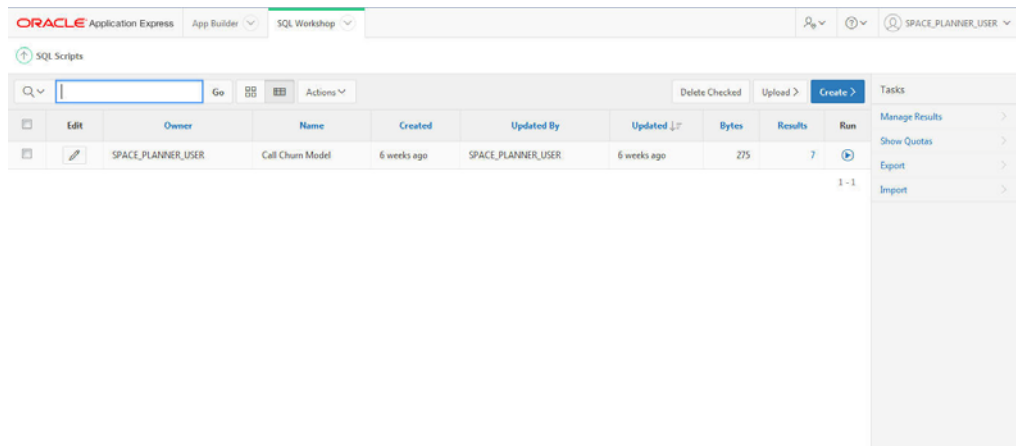 ORACLE Application Express App Builder SQL Workshop SPACE_PLANNER_USER
SQL Scripts
Go Actions Delete Checked Upload > Create > Tasks
Edit Owner Name Created Updated By Updated Bytes Results Run
SPACE_PLANNER_USER Call Churn Model 6 weeks ago SPACE_PLANNER_USER 6 weeks ago 275 7
1 - 1
Manage Results
Show Quotas
Export
Import